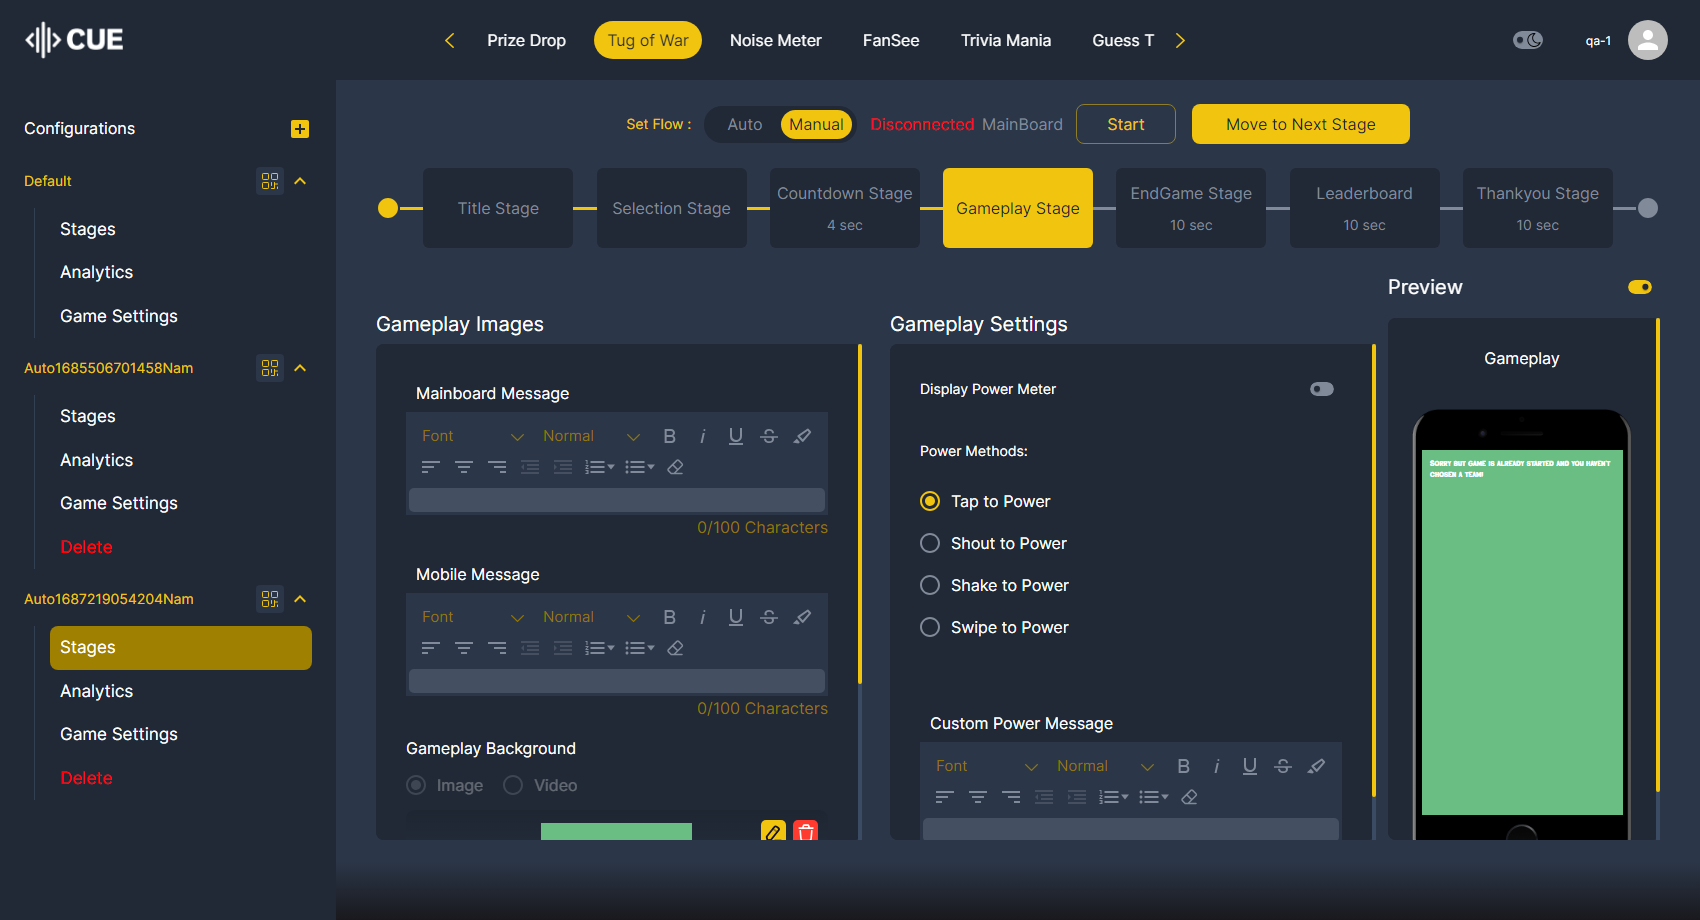 CUE
Prize Drop
Tug of War
Noise Meter
FanSee
Trivia Mania
Guess T
qa-1
Configurations
Default
Stages
Analytics
Game Settings
Auto1685506701458Nam
Stages
Analytics
Game Settings
Delete
Auto1687219054204Nam
Stages
Analytics
Game Settings
Delete
Set Flow :
Auto
Manual
Disconnected MainBoard
Start
Move to Next Stage
Title Stage
Selection Stage
Countdown Stage
4 sec
Gameplay Stage
EndGame Stage
10 sec
Leaderboard
10 sec
Thankyou Stage
10 sec
Gameplay Images
Mainboard Message
Font
Normal
0/100 Characters
Mobile Message
Font
Normal
0/100 Characters
Gameplay Background
Image
Video
Gameplay Settings
Display Power Meter
Power Methods:
Tap to Power
Shout to Power
Shake to Power
Swipe to Power
Custom Power Message
Font
Normal
Preview
Gameplay
Sorry but game is already started and you haven't
chosen a team!